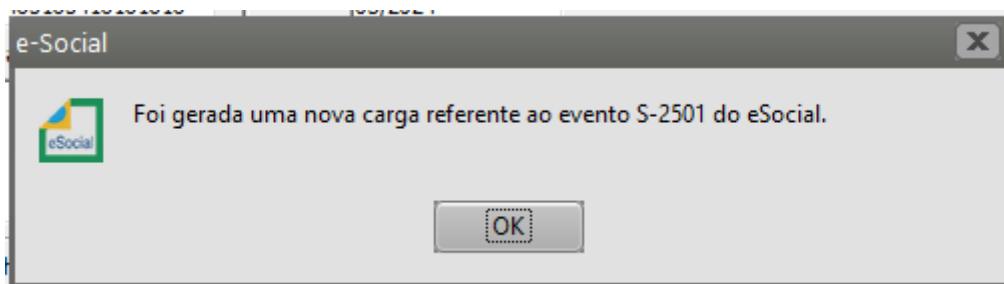 e-Social
Foi gerada uma nova carga referente ao evento S-2501 do eSocial.
eSocial
OK